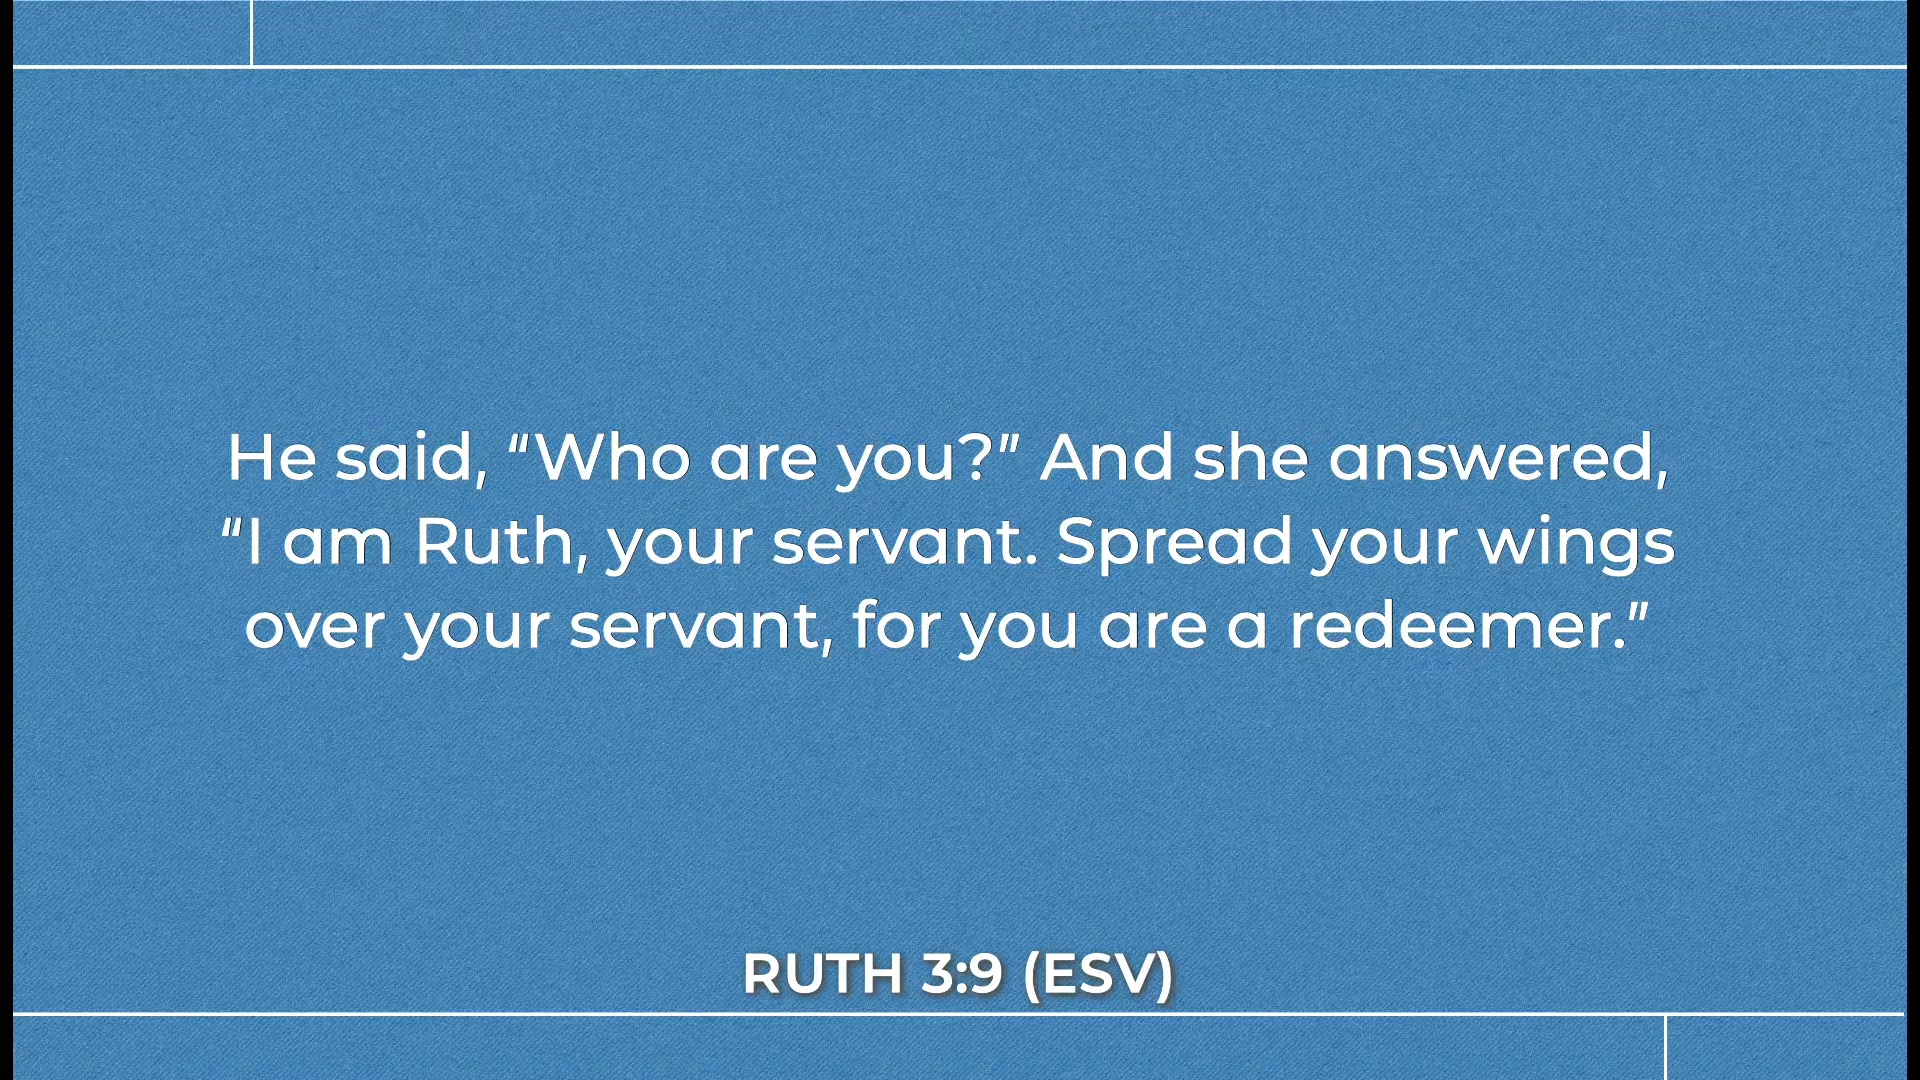 He said, “Who are you?” And she answered,
“I am Ruth, your servant. Spread your wings
over your servant, for you are a redeemer.”
RUTH 3:9 (ESV)